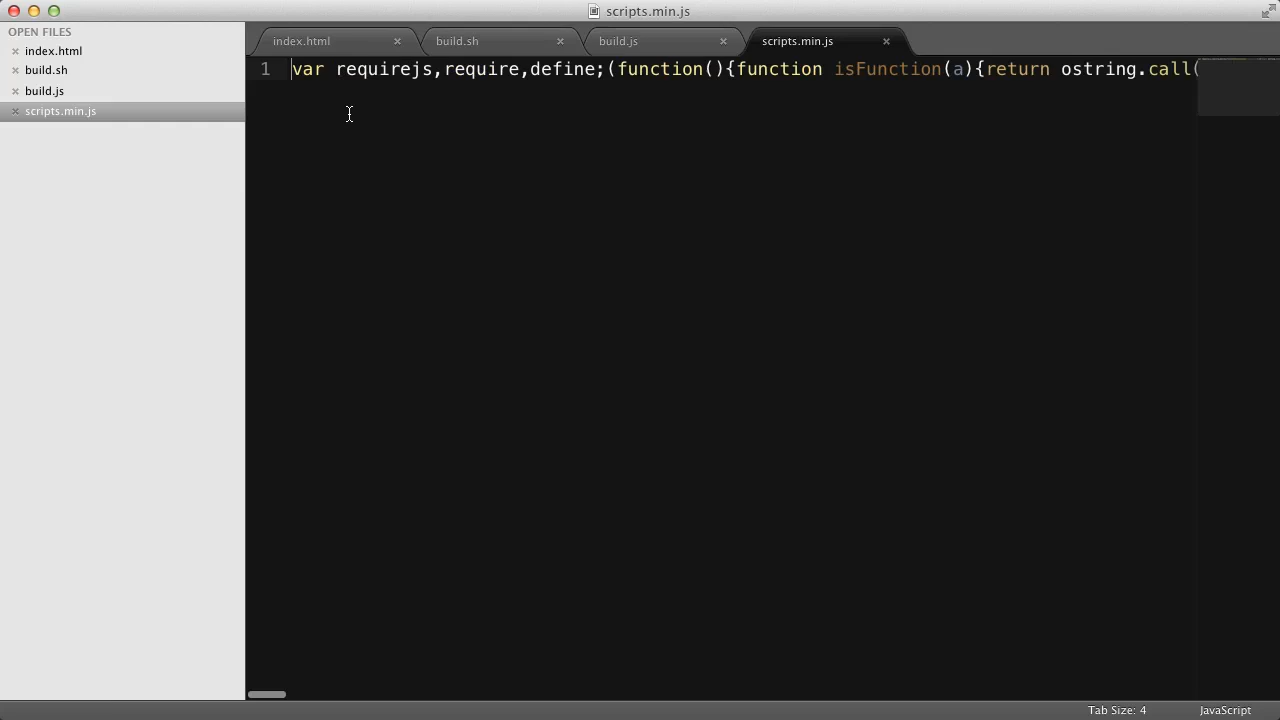 scripts.min.js
OPEN FILES
index.html
build.sh
build.js
scripts.min.js
index.html
build.sh
build.js
scripts.min.js
1 var requirejs,require,define;(function(){function isFunction(a){return ostring.call(
Tab Size: 4
JavaScript